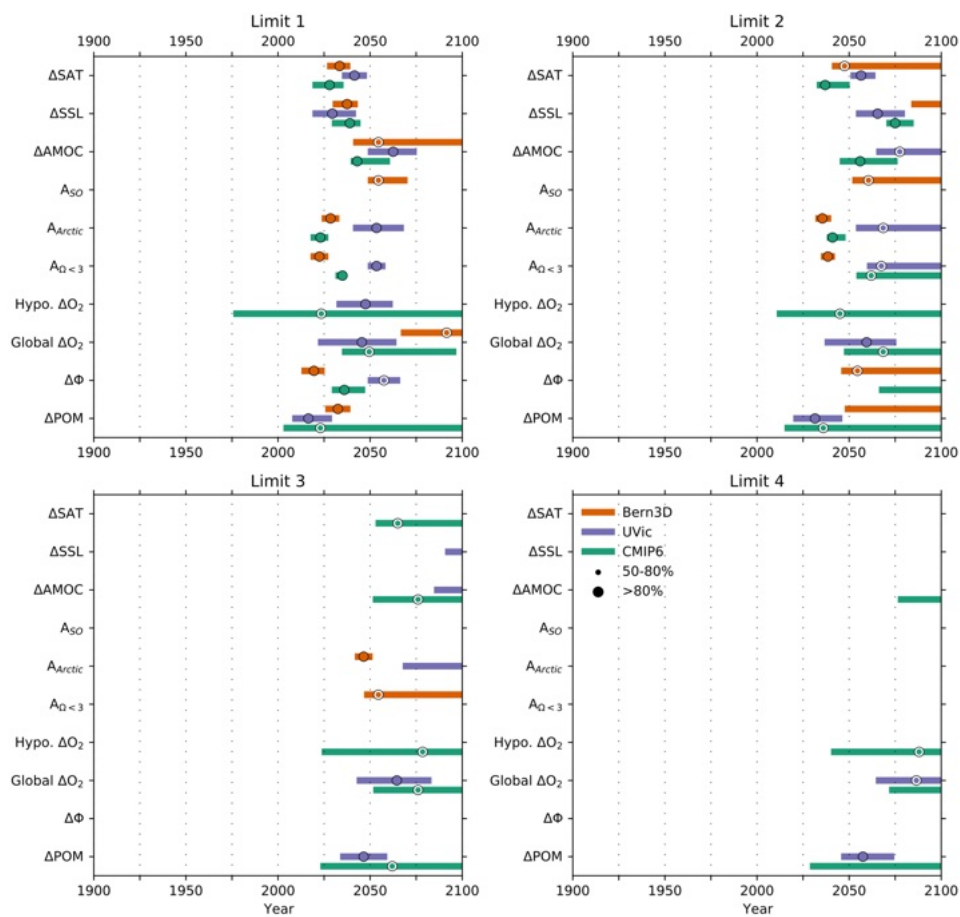 Limit 1
Limit 2
1900 1950 2000 2050 2100
1900 1950 2000 2050 2100
ΔSAT
ΔSSL
ΔAMOC
A_SO
A_Arctic
A_Ω<3
Hypo. ΔO₂
Global ΔO₂
ΔΦ
ΔPOM
ΔSAT
ΔSSL
ΔAMOC
A_SO
A_Arctic
A_Ω<3
Hypo. ΔO₂
Global ΔO₂
ΔΦ
ΔPOM
1900 1950 2000 2050 2100
1900 1950 2000 2050 2100
Limit 3
Limit 4
ΔSAT
ΔSSL
ΔAMOC
A_SO
A_Arctic
A_Ω<3
Hypo. ΔO₂
Global ΔO₂
ΔΦ
ΔPOM
1900 1950 2000 2050 2100
Year
ΔSAT
ΔSSL
ΔAMOC
A_SO
A_Arctic
A_Ω<3
Hypo. ΔO₂
Global ΔO₂
ΔΦ
ΔPOM
Bern3D
UVic
CMIP6
50-80%
>80%
1900 1950 2000 2050 2100
Year